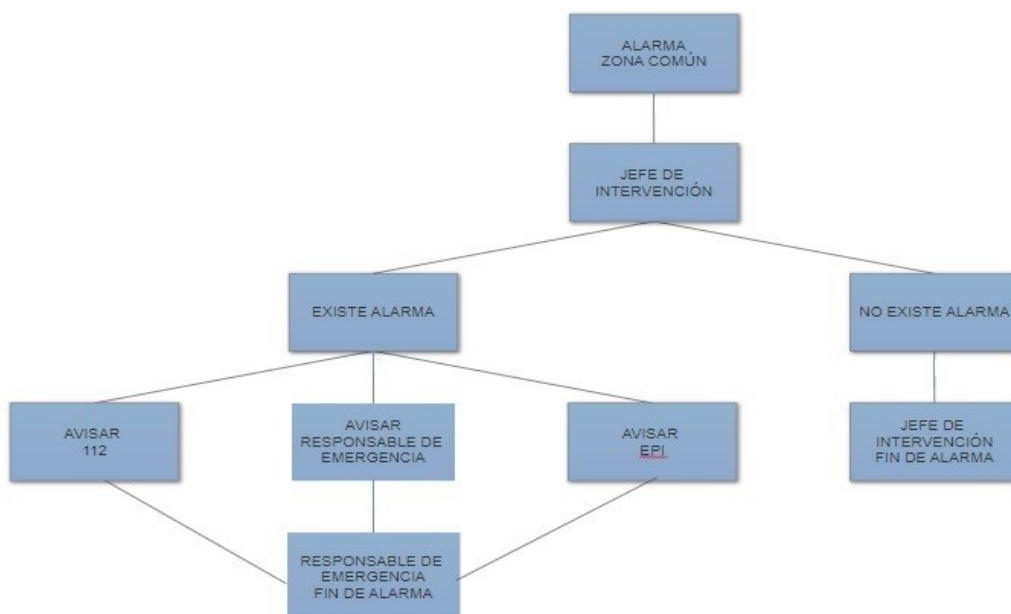 ALARMA
ZONA COMÚN
JEFE DE
INTERVENCIÓN
EXISTE ALARMA
NO EXISTE ALARMA
AVISAR
112
AVISAR
RESPONSABLE DE
EMERGENCIA
AVISAR
EPI
JEFE DE
INTERVENCIÓN
FIN DE ALARMA
RESPONSABLE DE
EMERGENCIA
FIN DE ALARMA